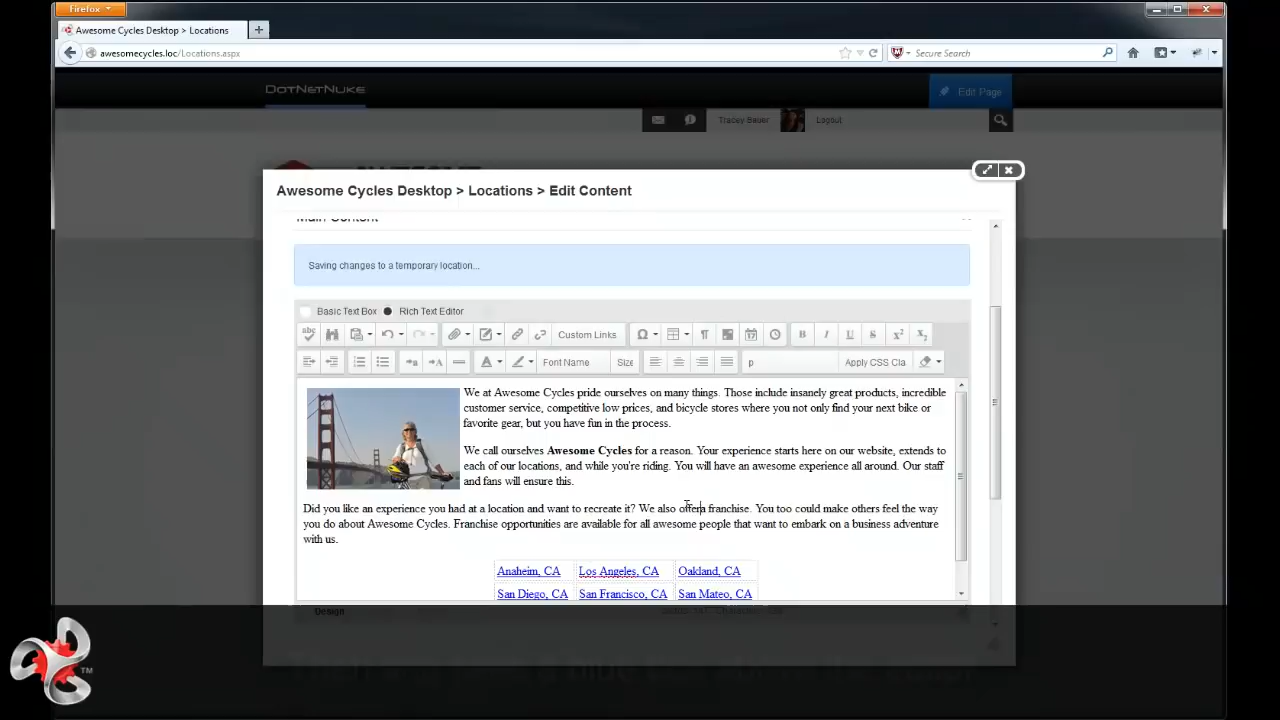 Firefox
Awesome Cycles Desktop > Locations
awesomecycles.loc/Locations.aspx
Secure Search
DOTNETNUKE
Edit Page
Tracey Bauer
Logout
Awesome Cycles Desktop > Locations > Edit Content
Main Content
Saving changes to a temporary location...
Basic Text Box
Rich Text Editor
Custom Links
Font Name
Size
p
Apply CSS Cla
We at Awesome Cycles pride ourselves on many things. Those include insanely great products, incredible
customer service, competitive low prices, and bicycle stores where you not only find your next bike or
favorite gear, but you have fun in the process.
We call ourselves Awesome Cycles for a reason. Your experience starts here on our website, extends to
each of our locations, and while you're riding. You will have an awesome experience all around. Our staff
and fans will ensure this.
Did you like an experience you had at a location and want to recreate it? We also offera franchise. You too could make others feel the way
you do about Awesome Cycles. Franchise opportunities are available for all awesome people that want to embark on a business adventure
with us.
Anaheim, CA
Los Angeles, CA
Oakland, CA
San Diego, CA
San Francisco, CA
San Mateo, CA
Design
TM